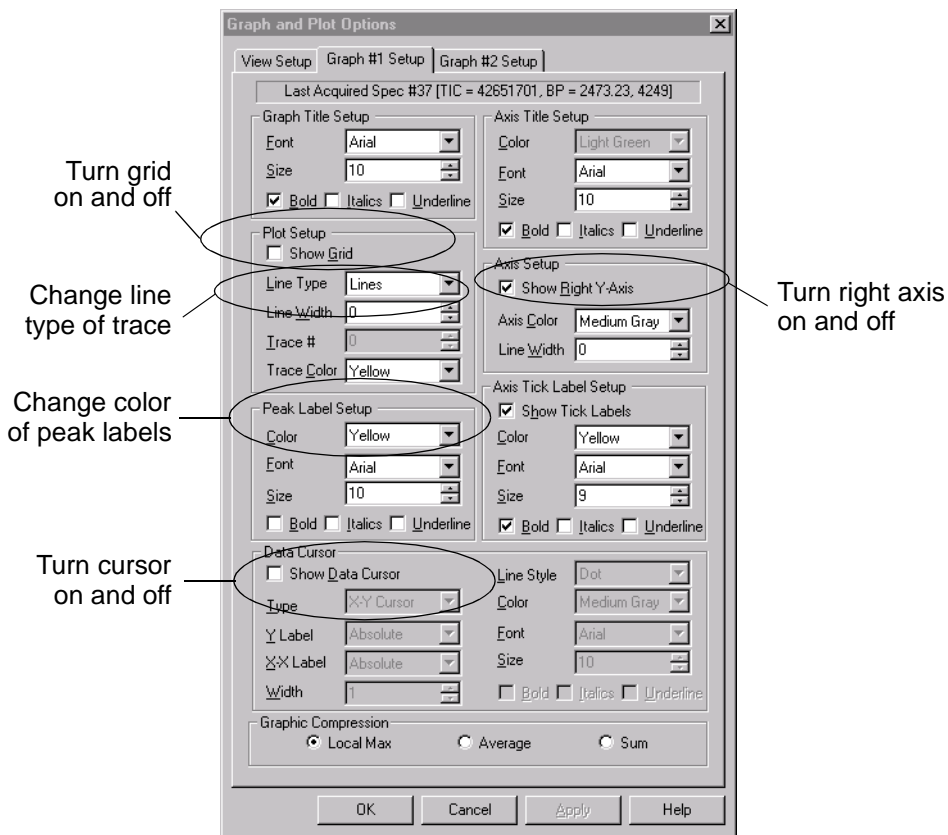 Graph and Plot Options
View Setup
Graph #1 Setup
Graph #2 Setup
Last Acquired Spec #37 [TIC = 42651701, BP = 2473.23, 4249]
Graph Title Setup
Font Arial
Size 10
Bold Italics Underline
Axis Title Setup
Color Light Green
Font Arial
Size 10
Bold Italics Underline
Turn grid
on and off
Plot Setup
Show Grid
Line Type Lines
Line Width 0
Trace # 0
Trace Color Yellow
Change line
type of trace
Axis Setup
Show Right Y-Axis
Axis Color Medium Gray
Line Width 0
Turn right axis
on and off
Change color
of peak labels
Peak Label Setup
Color Yellow
Font Arial
Size 10
Bold Italics Underline
Axis Tick Label Setup
Show Tick Labels
Color Yellow
Font Arial
Size 9
Bold Italics Underline
Turn cursor
on and off
Data Cursor
Show Data Cursor
Type X-Y Cursor
Y Label Absolute
X-X Label Absolute
Width 1
Line Style Dot
Color Medium Gray
Font Arial
Size 10
Bold Italics Underline
Graphic Compression
Local Max Average Sum
OK Cancel Apply Help